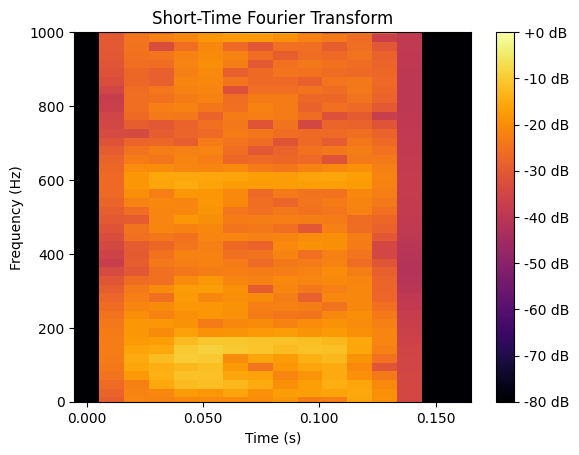 Short-Time Fourier Transform
1000
800
600
400
200
0
Frequency (Hz)
0.000
0.050
0.100
0.150
Time (s)
+0 dB
-10 dB
-20 dB
-30 dB
-40 dB
-50 dB
-60 dB
-70 dB
-80 dB